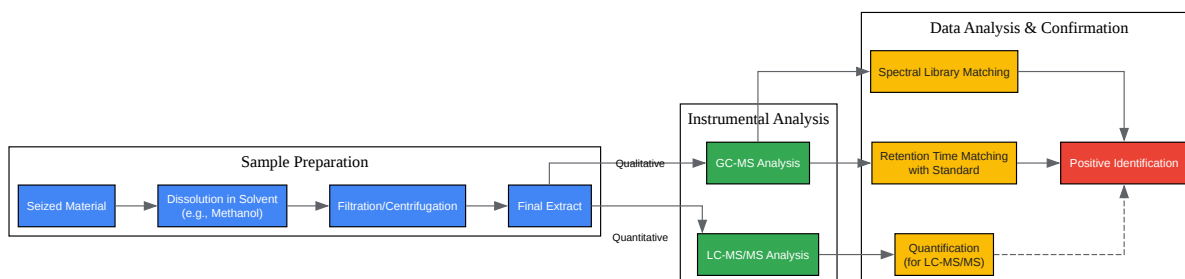 Data Analysis & Confirmation
Spectral Library Matching
Instrumental Analysis
Sample Preparation
Qualitative
GC-MS Analysis
Retention Time Matching
with Standard
Positive Identification
Seized Material
Dissolution in Solvent
(e.g., Methanol)
Filtration/Centrifugation
Final Extract
Quantitative
LC-MS/MS Analysis
Quantification
(for LC-MS/MS)